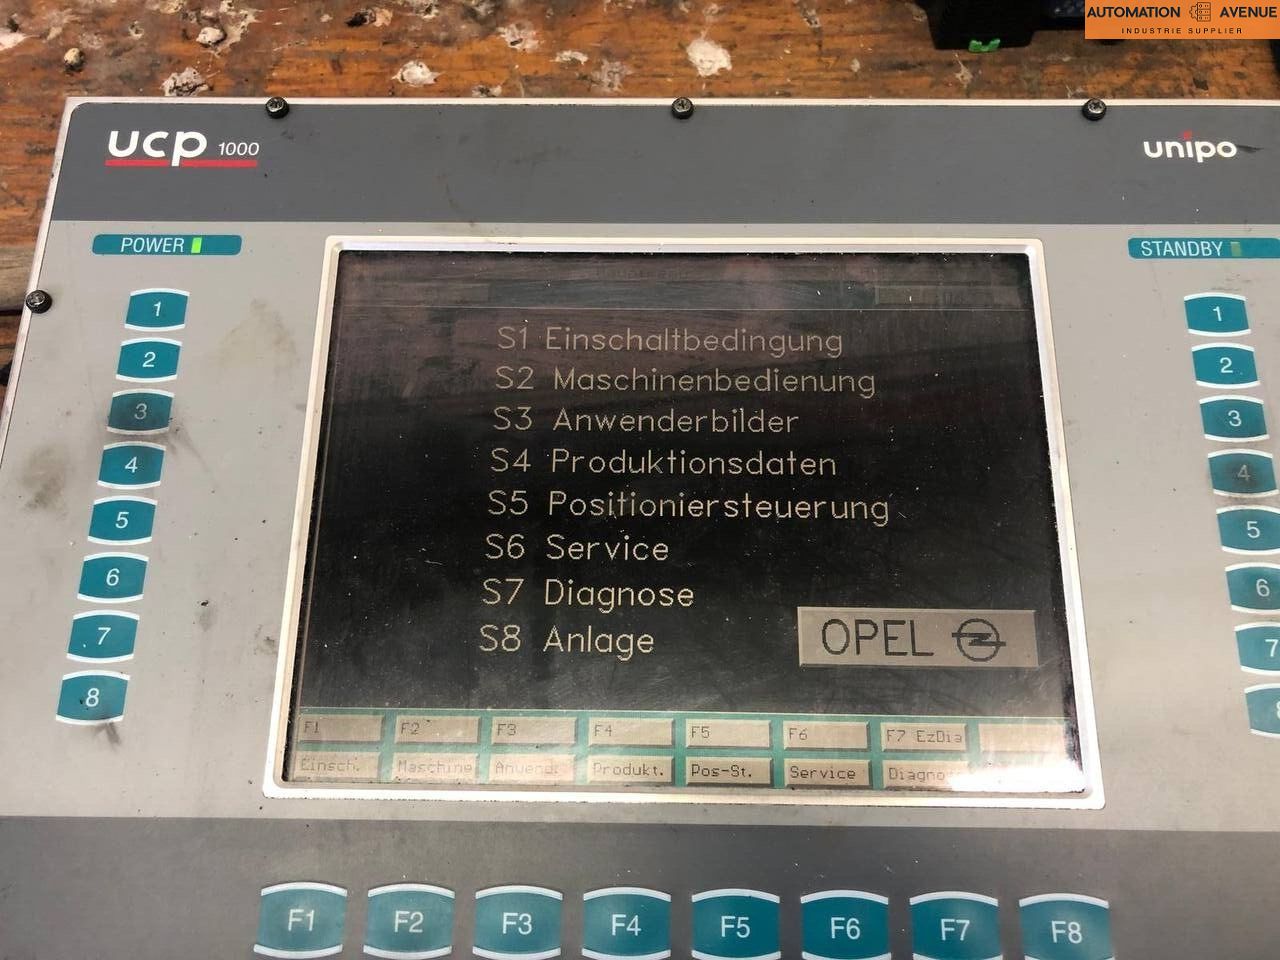 AUTOMATION AVENUE
INDUSTRIE SUPPLIER
ucp 1000
unipo
POWER
STANDBY
1
2
3
4
5
6
7
8
1
2
3
4
5
6
7
S1 Einschaltbedingung
S2 Maschinenbedienung
S3 Anwenderbilder
S4 Produktionsdaten
S5 Positioniersteuerung
S6 Service
S7 Diagnose
S8 Anlage
OPEL
F1 F2 F3 F4 F5 F6 F7 EzDia
Einsch. Maschine Anwend. Produkt. Pos-St. Service Diagno
F1 F2 F3 F4 F5 F6 F7 F8